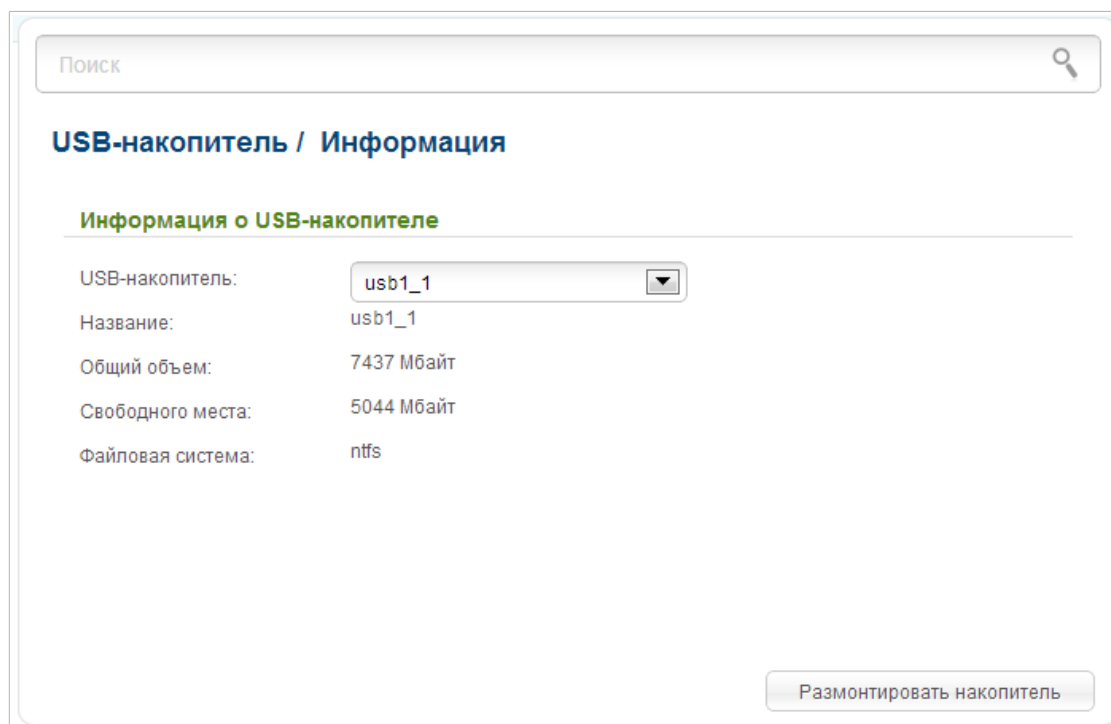 Поиск
USB-накопитель / Информация
Информация о USB-накопителе
USB-накопитель: usb1_1
Название: usb1_1
Общий объем: 7437 Мбайт
Свободного места: 5044 Мбайт
Файловая система: ntfs
Размонтировать накопитель